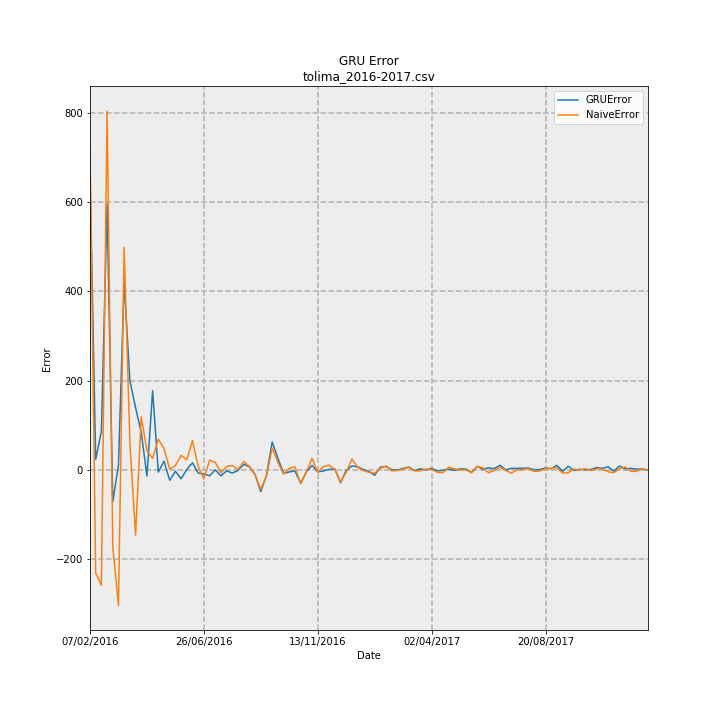 GRU Error
tolima_2016-2017.csv
GRUError
NaiveError
800
600
400
200
0
−200
Error
07/02/2016 26/06/2016 13/11/2016 02/04/2017 20/08/2017
Date